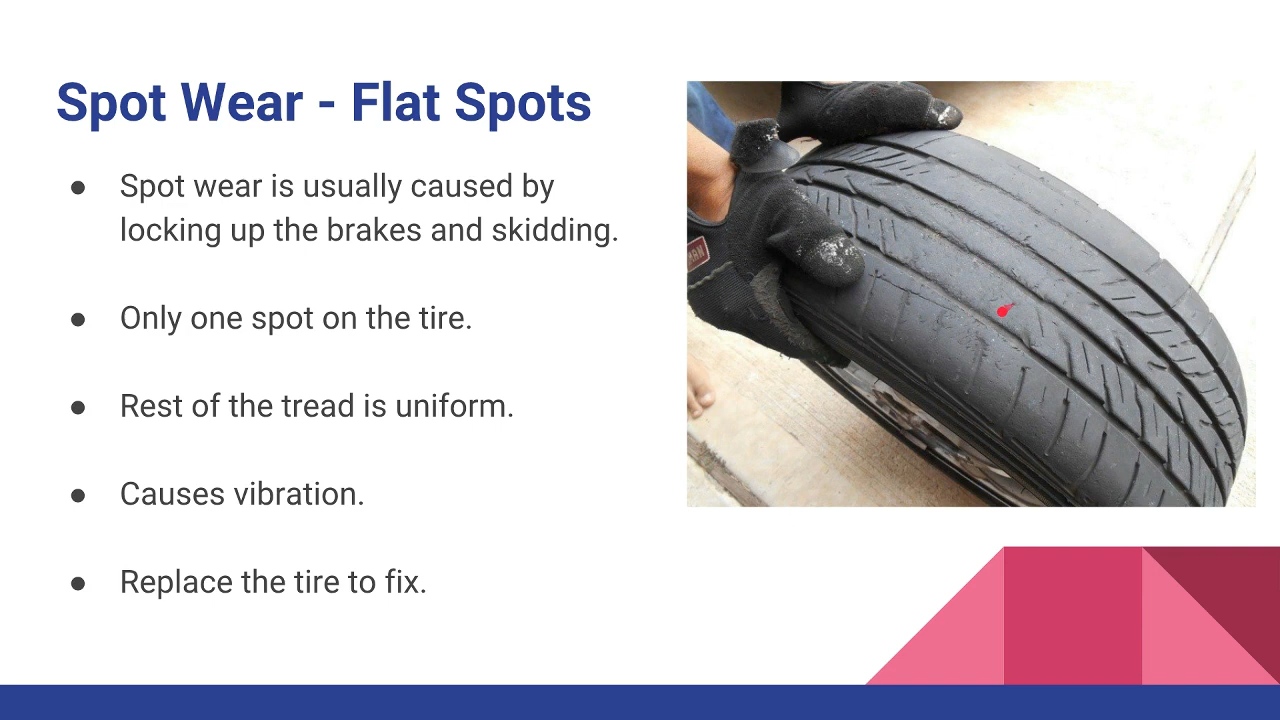 Spot Wear - Flat Spots
● Spot wear is usually caused by
locking up the brakes and skidding.
● Only one spot on the tire.
● Rest of the tread is uniform.
● Causes vibration.
● Replace the tire to fix.